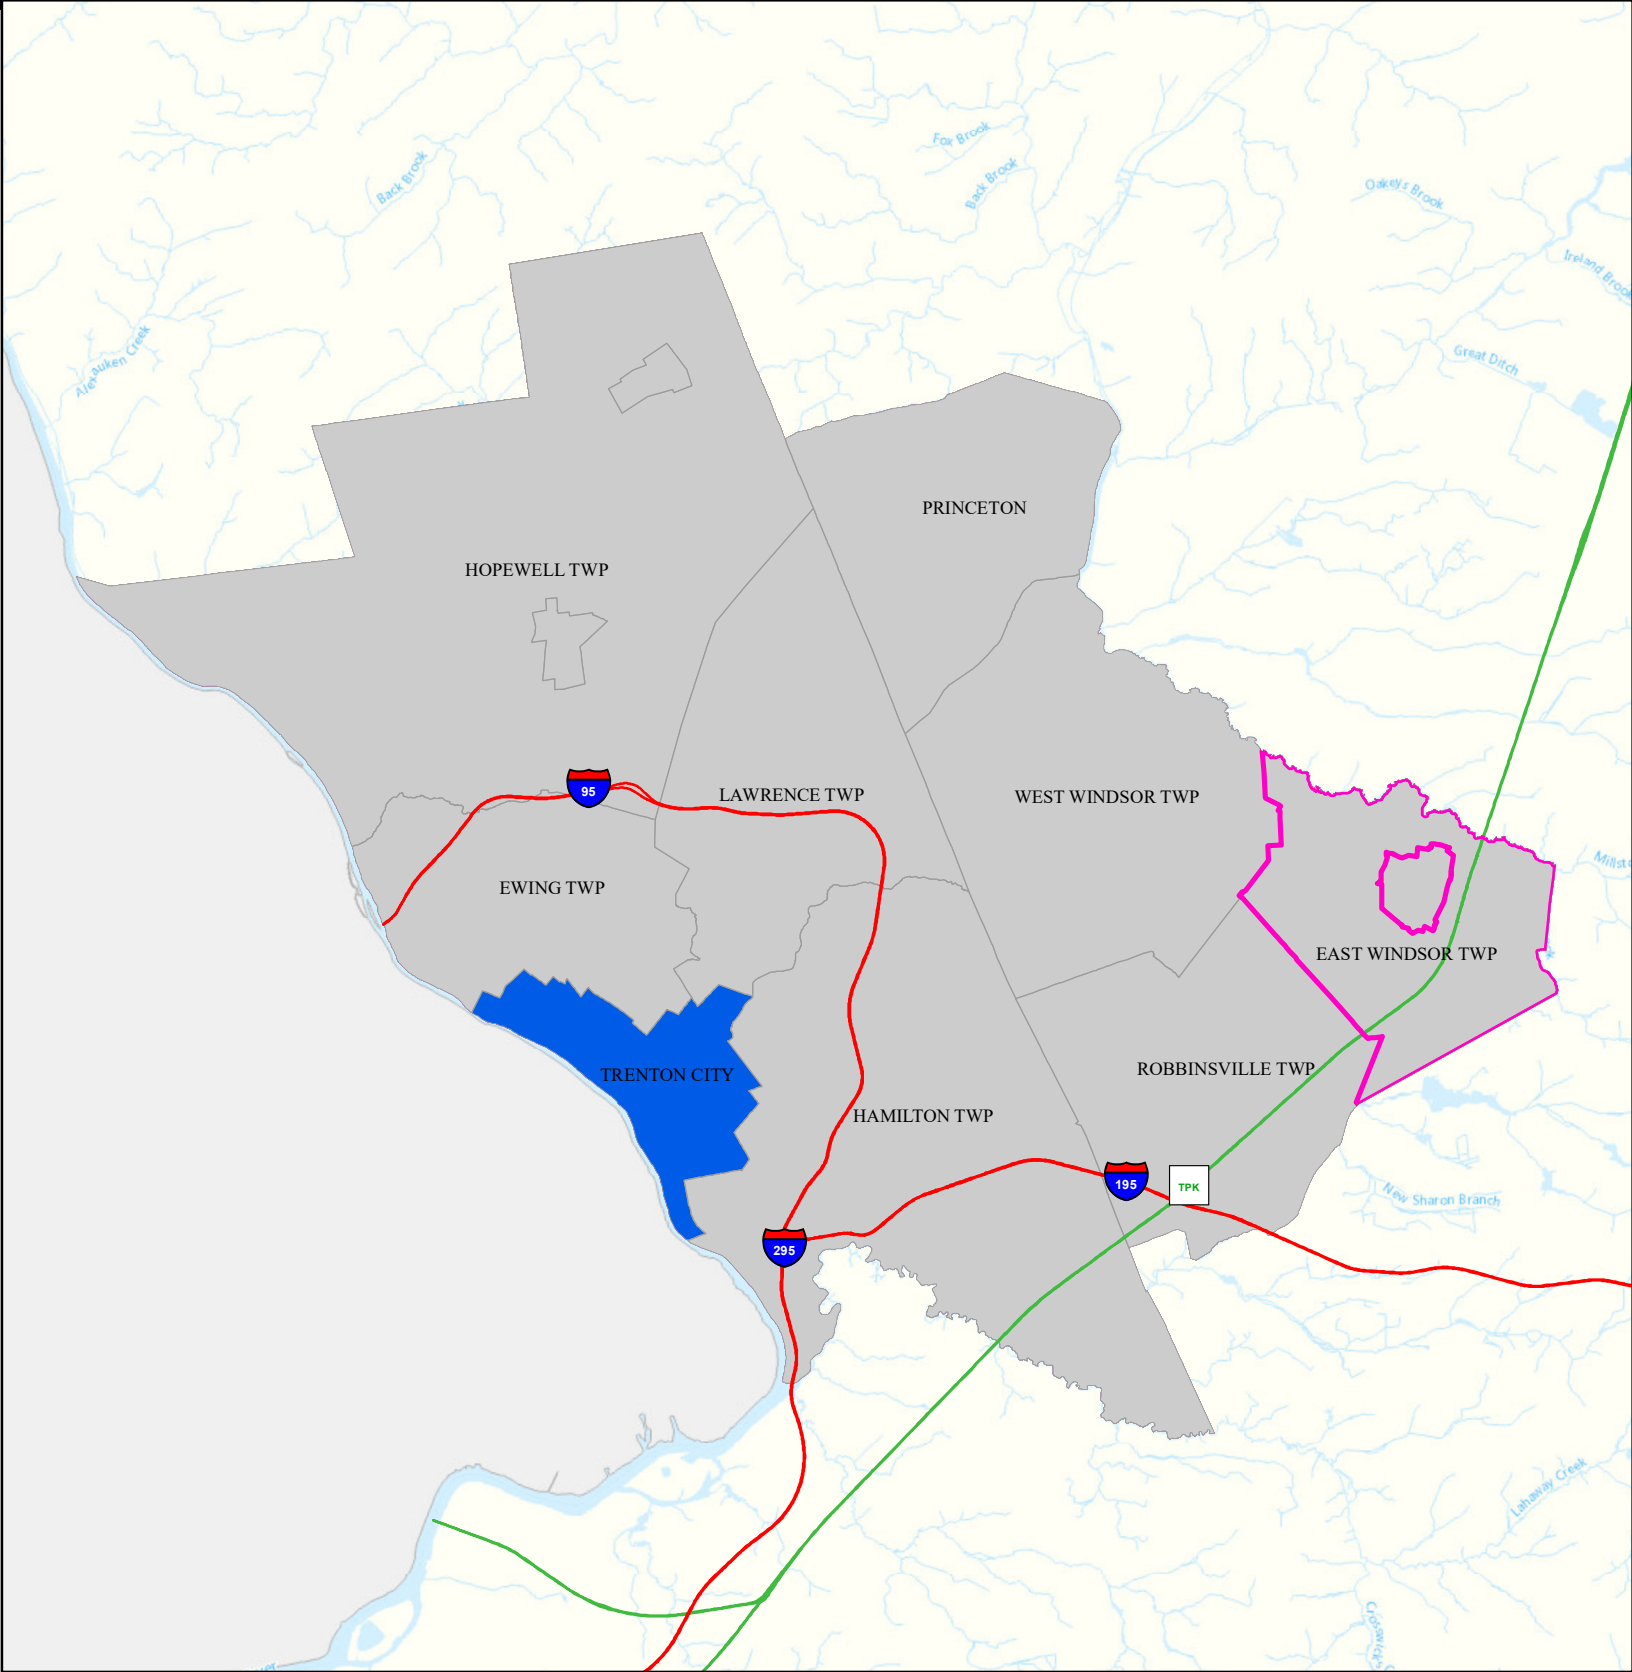 Fox Brook
Back Brook
Back Brook
Oakeys Brook
Ireland Brook
Alexauken Creek
Great Ditch
PRINCETON
HOPEWELL TWP
95
LAWRENCE TWP
WEST WINDSOR TWP
EWING TWP
EAST WINDSOR TWP
TRENTON CITY
ROBBINSVILLE TWP
HAMILTON TWP
195
TPK
New Sharon Branch
295
Lahaway Creek